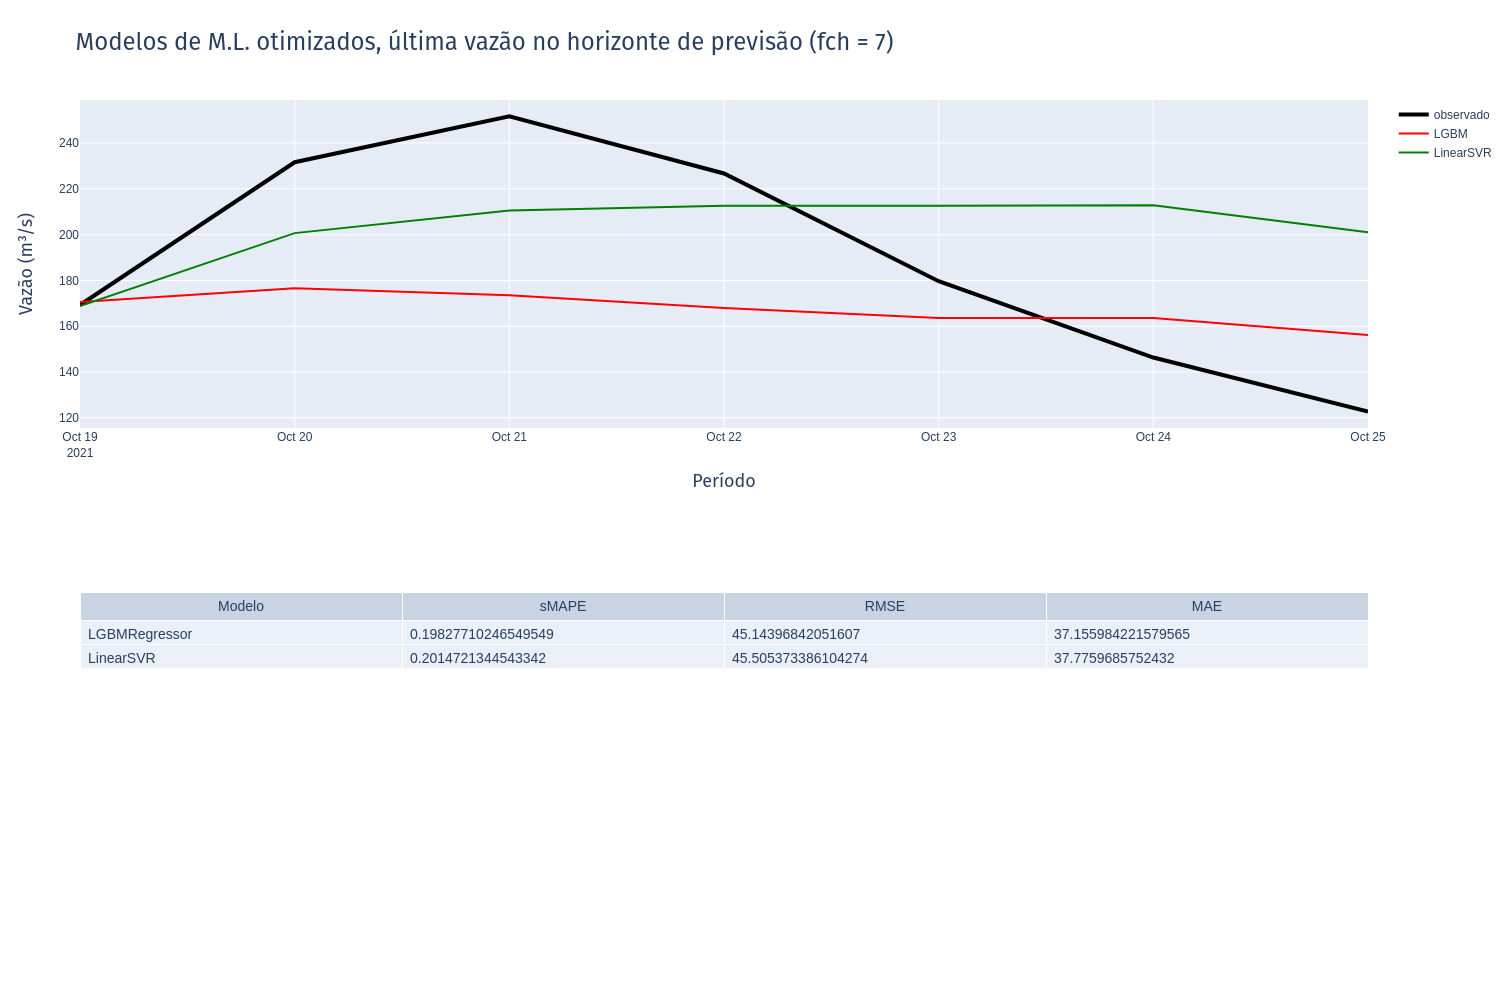 Modelos de M.L. otimizados, última vazão no horizonte de previsão (fch = 7)
observado
LGBM
LinearSVR
Vazão (m³/s)
240
220
200
180
160
140
120
Oct 19 Oct 20 Oct 21 Oct 22 Oct 23 Oct 24 Oct 25
2021
Período
Modelo sMAPE RMSE MAE
LGBMRegressor 0.19827710246549549 45.14396842051607 37.155984221579565
LinearSVR 0.2014721344543342 45.505373386104274 37.7759685752432